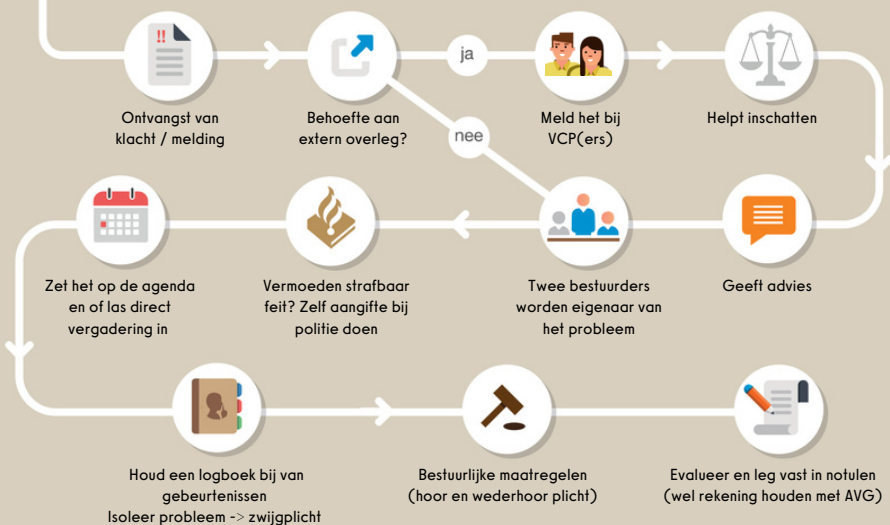 !!
Ontvangst van
klacht / melding
Behoefte aan
extern overleg?
ja
nee
Meld het bij
VCP(ers)
Helpt inschatten
Geeft advies
Twee bestuurders
worden eigenaar van
het probleem
Vermoeden strafbaar
feit? Zelf aangifte bij
politie doen
Zet het op de agenda
en of las direct
vergadering in
Houd een logboek bij van
gebeurtenissen
Isoleer probleem -> zwijgplicht
Bestuurlijke maatregelen
(hoor en wederhoor plicht)
Evalueer en leg vast in notulen
(wel rekening houden met AVG)